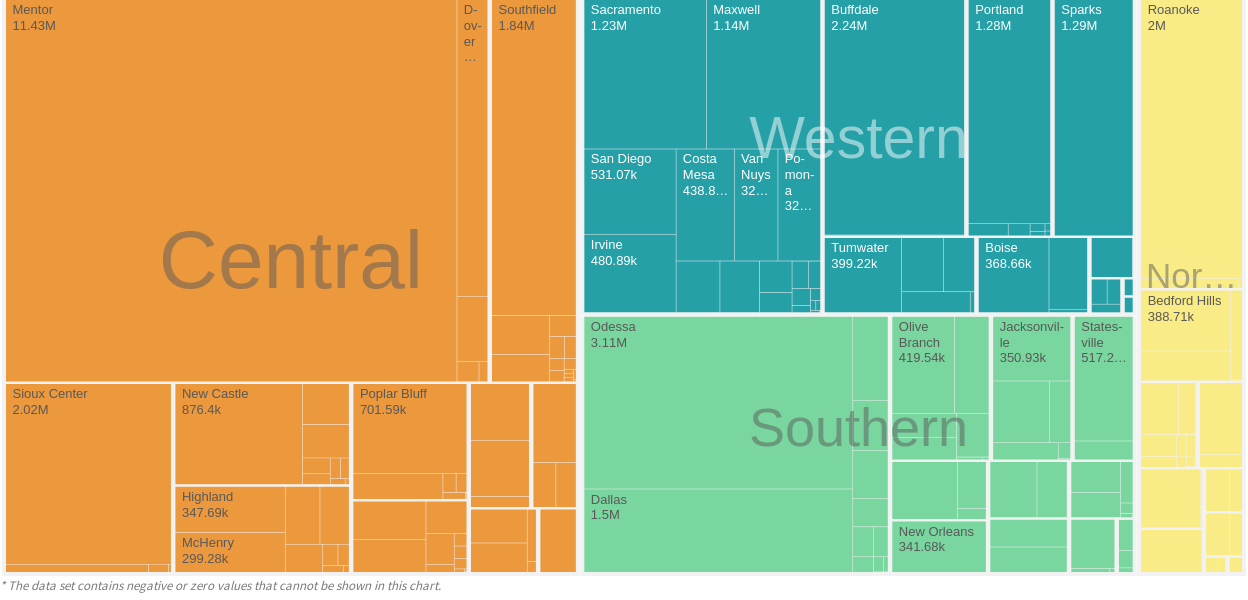 Mentor
11.43M
D-
ov-
er
...
Southfield
1.84M
Sacramento
1.23M
Maxwell
1.14M
Buffdale
2.24M
Portland
1.28M
Sparks
1.29M
Roanoke
2M
Western
San Diego
531.07k
Costa
Mesa
438.8...
Van
Nuys
32...
Po-
mon-
a
32...
Central
Irvine
480.89k
Tumwater
399.22k
Boise
368.66k
Nor...
Bedford Hills
388.71k
Odessa
3.11M
Olive
Branch
419.54k
Jacksonvil-
le
350.93k
States-
ville
517.2...
Southern
Sioux Center
2.02M
New Castle
876.4k
Poplar Bluff
701.59k
Highland
347.69k
McHenry
299.28k
Dallas
1.5M
New Orleans
341.68k
* The data set contains negative or zero values that cannot be shown in this chart.